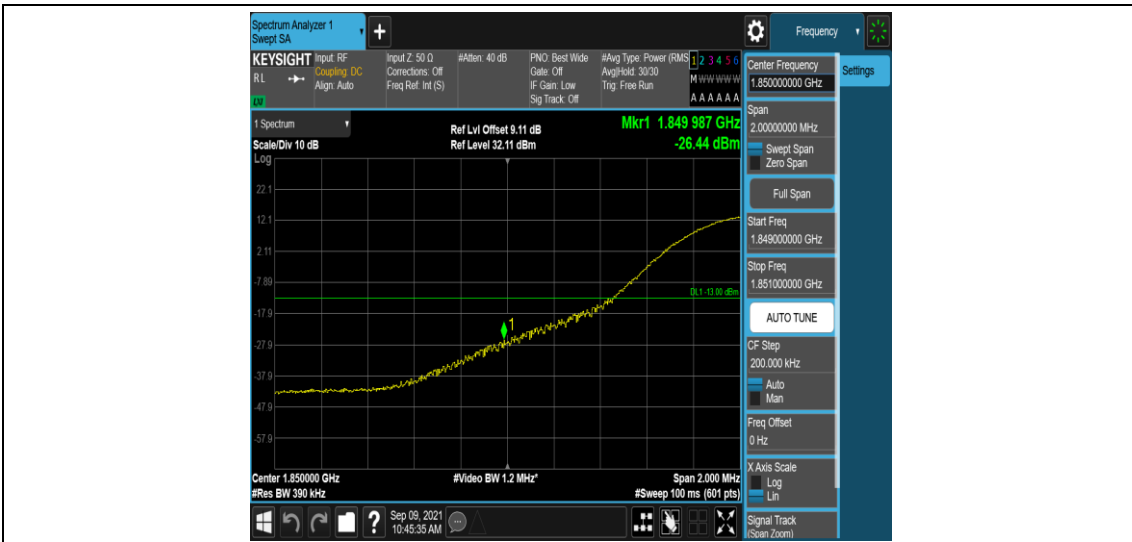 Spectrum Analyzer 1
Swept SA
+
Frequency
KEYSIGHT
RL
LXI
Input: RF
Coupling: DC
Align: Auto
Input Z: 50 Ω
Corrections: Off
Freq Ref: Int (S)
#Atten: 40 dB
PNO: Best Wide
Gate: Off
IF Gain: Low
Sig Track: Off
#Avg Type: Power (RMS
Avg|Hold: 30/30
Trig: Free Run
1 2 3 4 5 6
M W W W W W
A A A A A A
1 Spectrum
Scale/Div 10 dB
Ref Lvl Offset 9.11 dB
Ref Level 32.11 dBm
Mkr1 1.849 987 GHz
-26.44 dBm
Log
22.1
12.1
2.11
-7.89
-17.9
-27.9
-37.9
-47.9
-57.9
DL1 -13.00 dBm
1
Center 1.850000 GHz
#Res BW 390 kHz
#Video BW 1.2 MHz*
Span 2.000 MHz
#Sweep 100 ms (601 pts)
?
Sep 09, 2021
10:45:35 AM
Center Frequency
1.850000000 GHz
Settings
Span
2.00000000 MHz
Swept Span
Zero Span
Full Span
Start Freq
1.849000000 GHz
Stop Freq
1.851000000 GHz
AUTO TUNE
CF Step
200.000 kHz
Auto
Man
Freq Offset
0 Hz
X Axis Scale
Log
Lin
Signal Track
(Span Zoom)